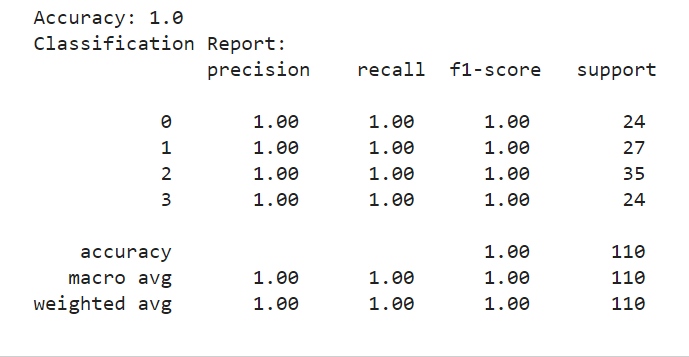 Accuracy: 1.0
Classification Report:
precision recall f1-score support
0 1.00 1.00 1.00 24
1 1.00 1.00 1.00 27
2 1.00 1.00 1.00 35
3 1.00 1.00 1.00 24
accuracy 1.00 110
macro avg 1.00 1.00 1.00 110
weighted avg 1.00 1.00 1.00 110